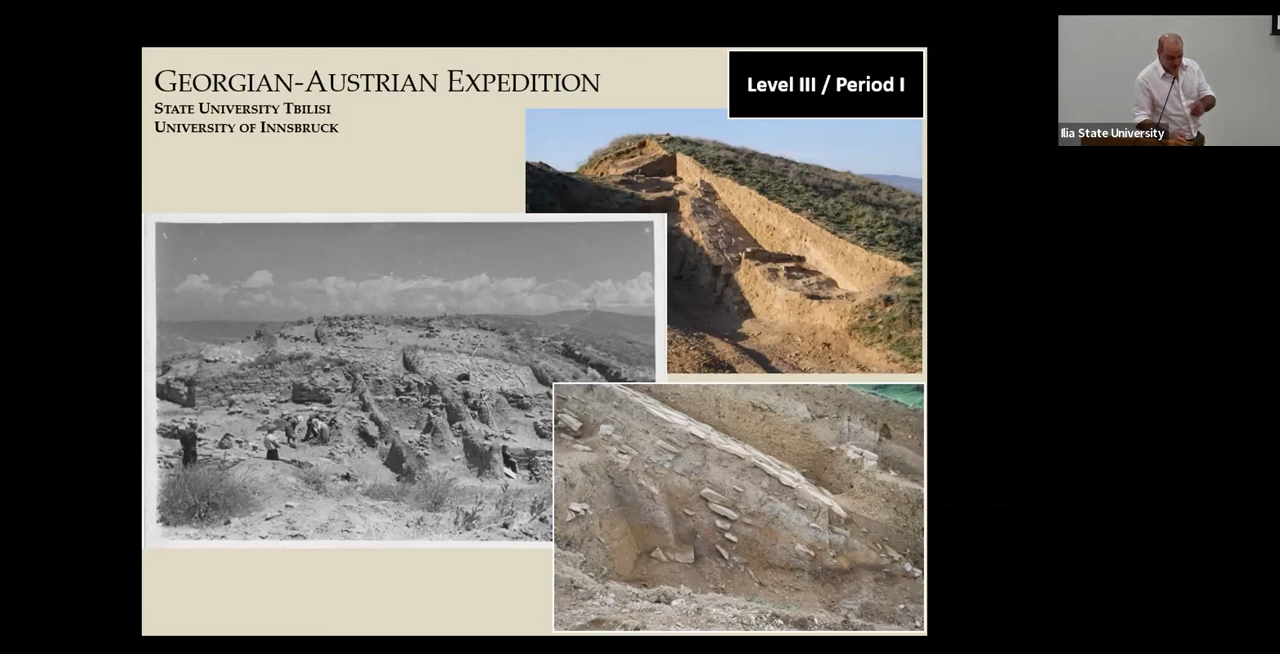 GEORGIAN-AUSTRIAN EXPEDITION
STATE UNIVERSITY TBILISI
UNIVERSITY OF INNSBRUCK
Level III / Period I
Ilia State University